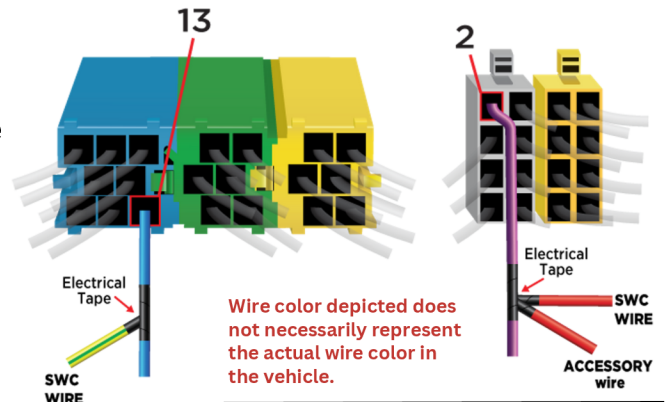 13
2
Electrical
Tape
SWC
WIRE
Wire color depicted does
not necessarily represent
the actual wire color in
the vehicle.
Electrical
Tape
SWC
WIRE
ACCESSORY
wire